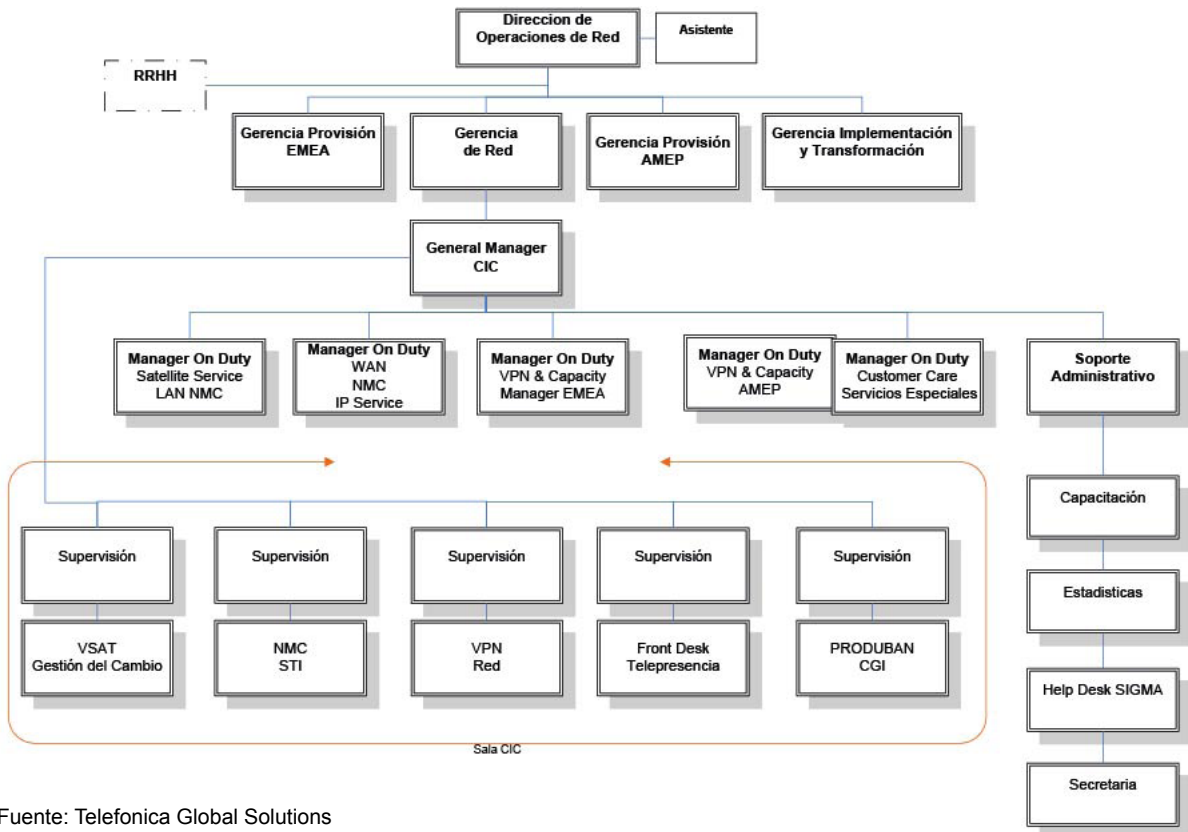 Direccion de
Operaciones de Red
Asistente
RRHH
Gerencia Provisión
EMEA
Gerencia
de Red
Gerencia Provisión
AMEP
Gerencia Implementación
y Transformación
General Manager
CIC
Manager On Duty
Satellite Service
LAN NMC
Manager On Duty
WAN
NMC
IP Service
Manager On Duty
VPN & Capacity
Manager EMEA
Manager On Duty
VPN & Capacity
AMEP
Manager On Duty
Customer Care
Servicios Especiales
Soporte
Administrativo
Supervisión
Supervisión
Supervisión
Supervisión
Supervisión
VSAT
Gestión del Cambio
NMC
STI
VPN
Red
Front Desk
Telepresencia
PRODUBAN
CGI
Sala CIC
Capacitación
Estadisticas
Help Desk SIGMA
Secretaria
Fuente: Telefonica Global Solutions